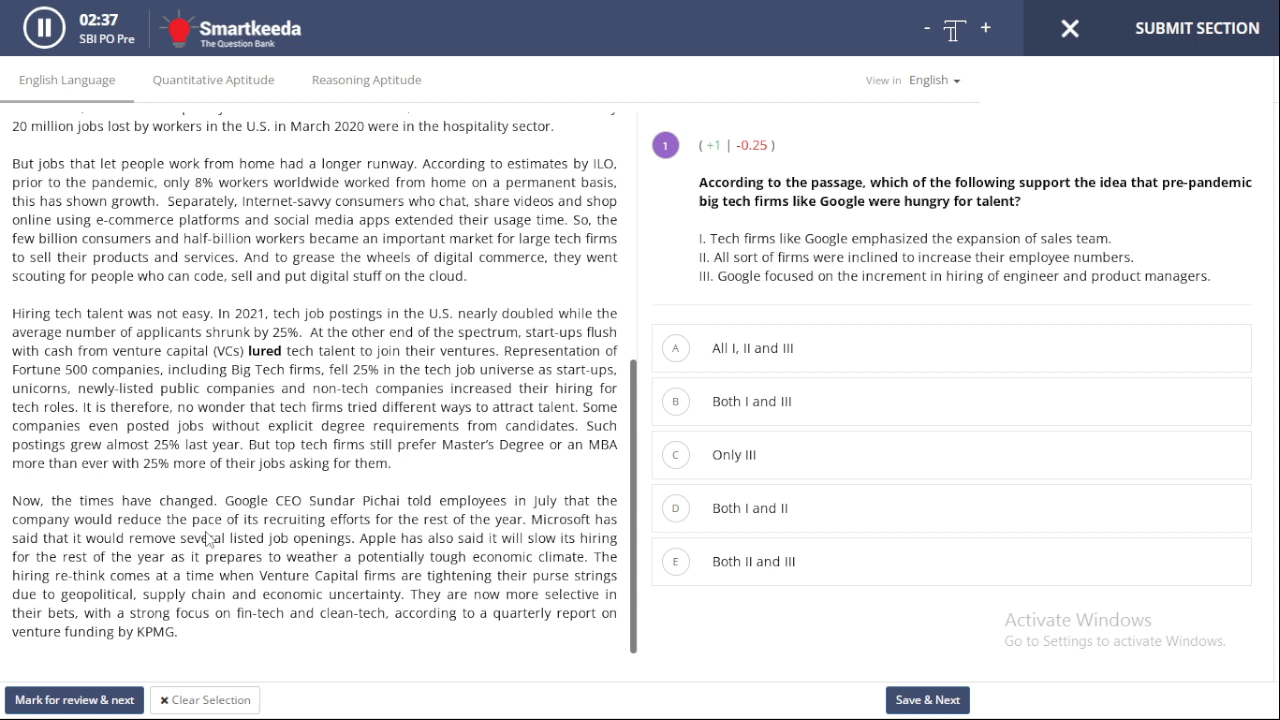 02:37
SBI PO Pre
Smartkeeda
The Question Bank
- T +
SUBMIT SECTION
English Language
Quantitative Aptitude
Reasoning Aptitude
View in English
20 million jobs lost by workers in the U.S. in March 2020 were in the hospitality sector.
But jobs that let people work from home had a longer runway. According to estimates by ILO,
prior to the pandemic, only 8% workers worldwide worked from home on a permanent basis,
this has shown growth. Separately, Internet-savvy consumers who chat, share videos and shop
online using e-commerce platforms and social media apps extended their usage time. So, the
few billion consumers and half-billion workers became an important market for large tech firms
to sell their products and services. And to grease the wheels of digital commerce, they went
scouting for people who can code, sell and put digital stuff on the cloud.
Hiring tech talent was not easy. In 2021, tech job postings in the U.S. nearly doubled while the
average number of applicants shrunk by 25%. At the other end of the spectrum, start-ups flush
with cash from venture capital (VCs) lured tech talent to join their ventures. Representation of
Fortune 500 companies, including Big Tech firms, fell 25% in the tech job universe as start-ups,
unicorns, newly-listed public companies and non-tech companies increased their hiring for
tech roles. It is therefore, no wonder that tech firms tried different ways to attract talent. Some
companies even posted jobs without explicit degree requirements from candidates. Such
postings grew almost 25% last year. But top tech firms still prefer Master's Degree or an MBA
more than ever with 25% more of their jobs asking for them.
Now, the times have changed. Google CEO Sundar Pichai told employees in July that the
company would reduce the pace of its recruiting efforts for the rest of the year. Microsoft has
said that it would remove several listed job openings. Apple has also said it will slow its hiring
for the rest of the year as it prepares to weather a potentially tough economic climate. The
hiring re-think comes at a time when Venture Capital firms are tightening their purse strings
due to geopolitical, supply chain and economic uncertainty. They are now more selective in
their bets, with a strong focus on fin-tech and clean-tech, according to a quarterly report on
venture funding by KPMG.
1
( +1 | -0.25 )
According to the passage, which of the following support the idea that pre-pandemic
big tech firms like Google were hungry for talent?
I. Tech firms like Google emphasized the expansion of sales team.
II. All sort of firms were inclined to increase their employee numbers.
III. Google focused on the increment in hiring of engineer and product managers.
A All I, II and III
B Both I and III
C Only III
D Both I and II
E Both II and III
Activate Windows
Go to Settings to activate Windows.
Mark for review & next
✖ Clear Selection
Save & Next